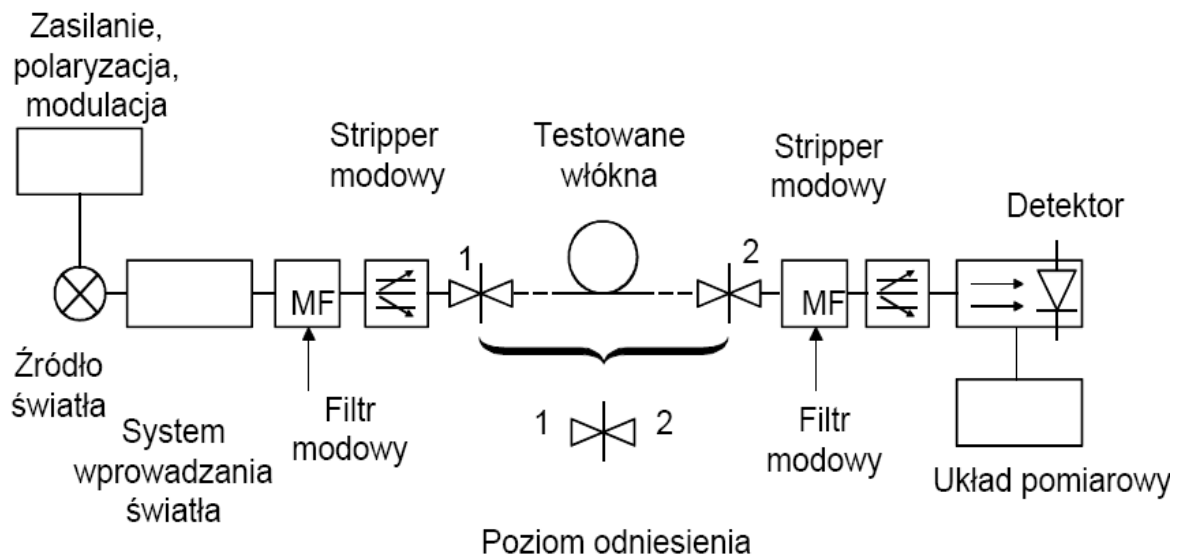 Zasilanie,
polaryzacja,
modulacja
Stripper
modowy
Testowane
włókna
Stripper
modowy
Detektor
1
2
MF
MF
Źródło
światła
System
wprowadzania
światła
Filtr
modowy
1 2
Filtr
modowy
Układ pomiarowy
Poziom odniesienia